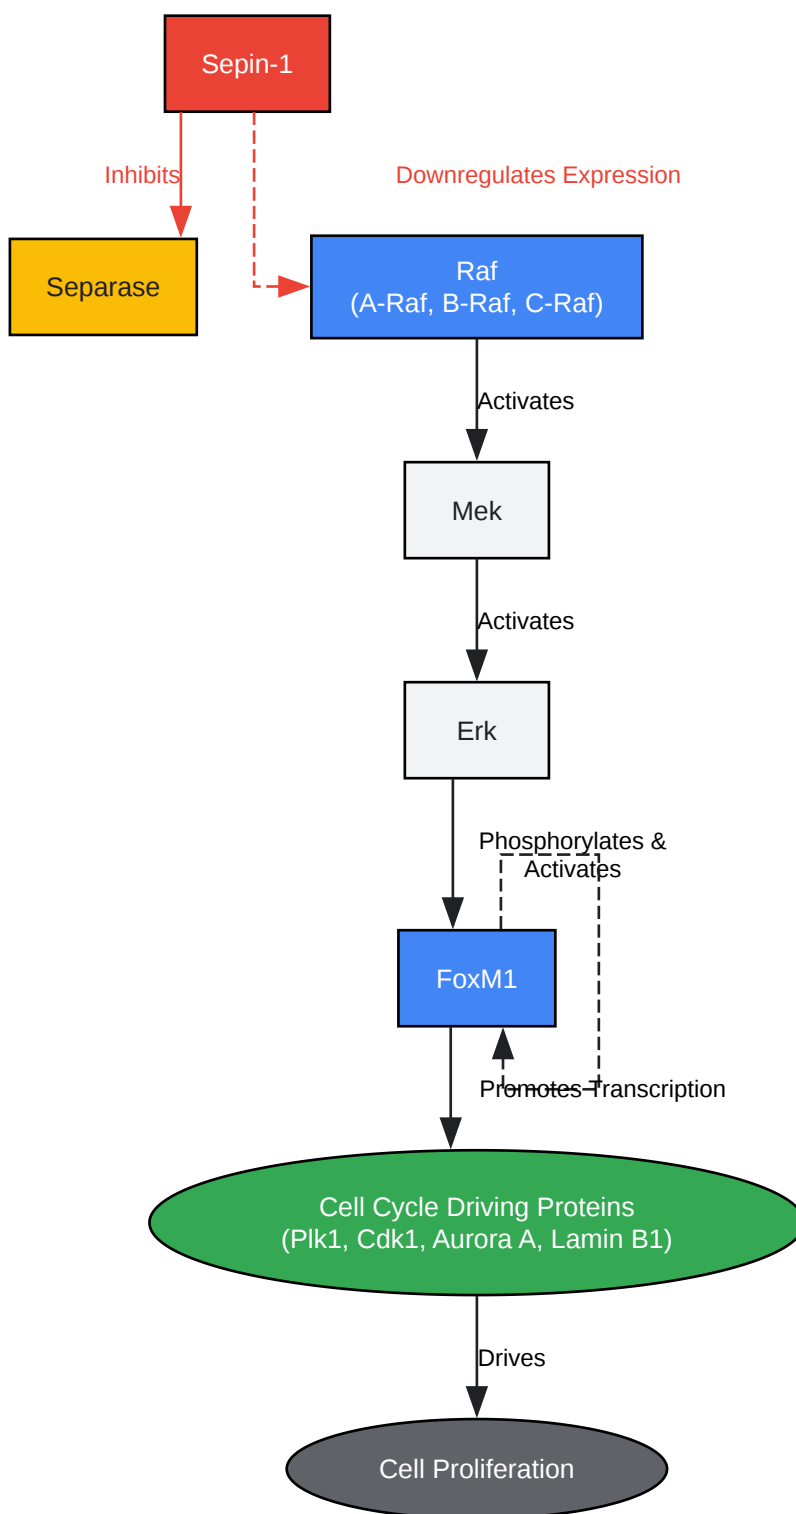 Sepin-1
Inhibits
Downregulates Expression
Separase
Raf
(A-Raf, B-Raf, C-Raf)
Activates
Mek
Activates
Erk
Phosphorylates &
Activates
FoxM1
Promotes Transcription
Cell Cycle Driving Proteins
(Plk1, Cdk1, Aurora A, Lamin B1)
Drives
Cell Proliferation